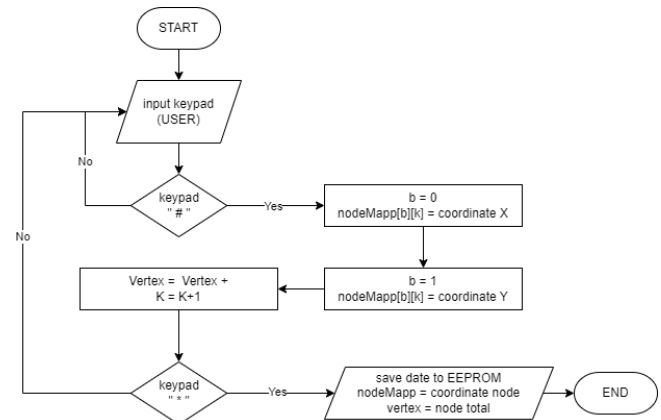 START
input keypad
(USER)
No
keypad
" # "
Yes
b = 0
nodeMapp[b][k] = coordinate X
No
b = 1
nodeMapp[b][k] = coordinate Y
Vertex = Vertex +
K = K+1
keypad
" * "
Yes
save date to EEPROM
nodeMapp = coordinate node
vertex = node total
END